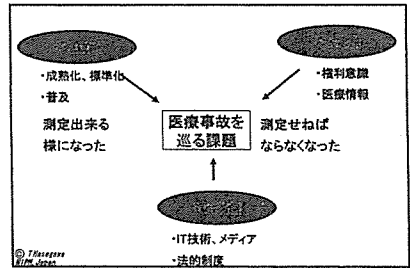 ・成熟化、標準化
・普及
測定出来る
様になった
医療事故を
巡る課題
・権利意識
・医療情報
測定せねば
ならなくなった
・IT技術、メディア
・法的制度
© T Hasegawa
NIPH Japan